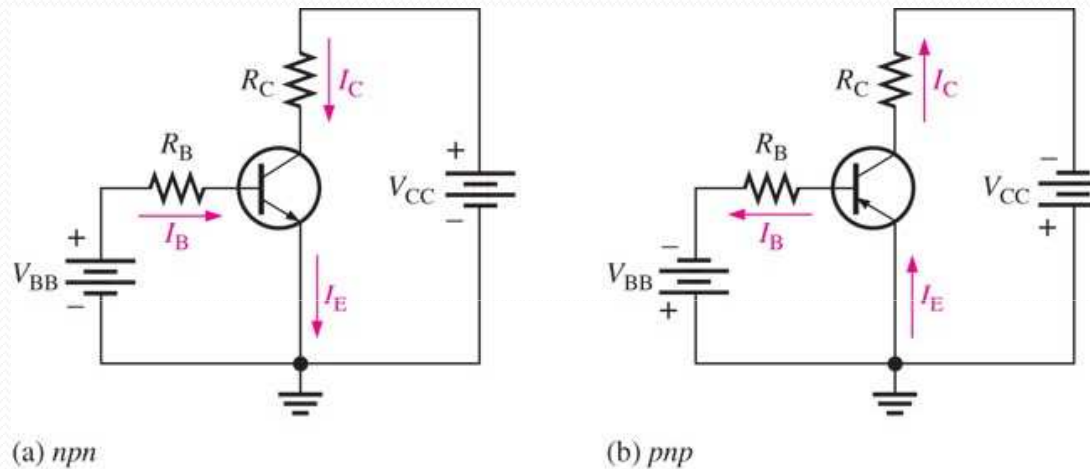 R_C
I_C
R_B
I_B
+
V_BB
−
I_E
+
V_CC
−
(a) npn
R_C
I_C
R_B
I_B
−
V_BB
+
I_E
−
V_CC
+
(b) pnp